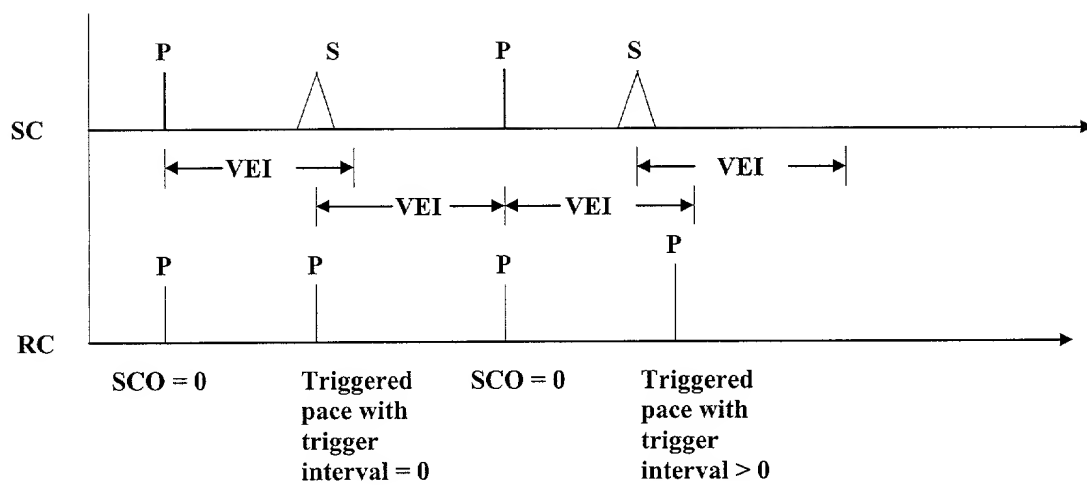 P S P S
SC
VEI VEI
VEI VEI
P P P P
RC
SCO = 0 Triggered pace with trigger interval = 0 SCO = 0 Triggered pace with trigger interval > 0